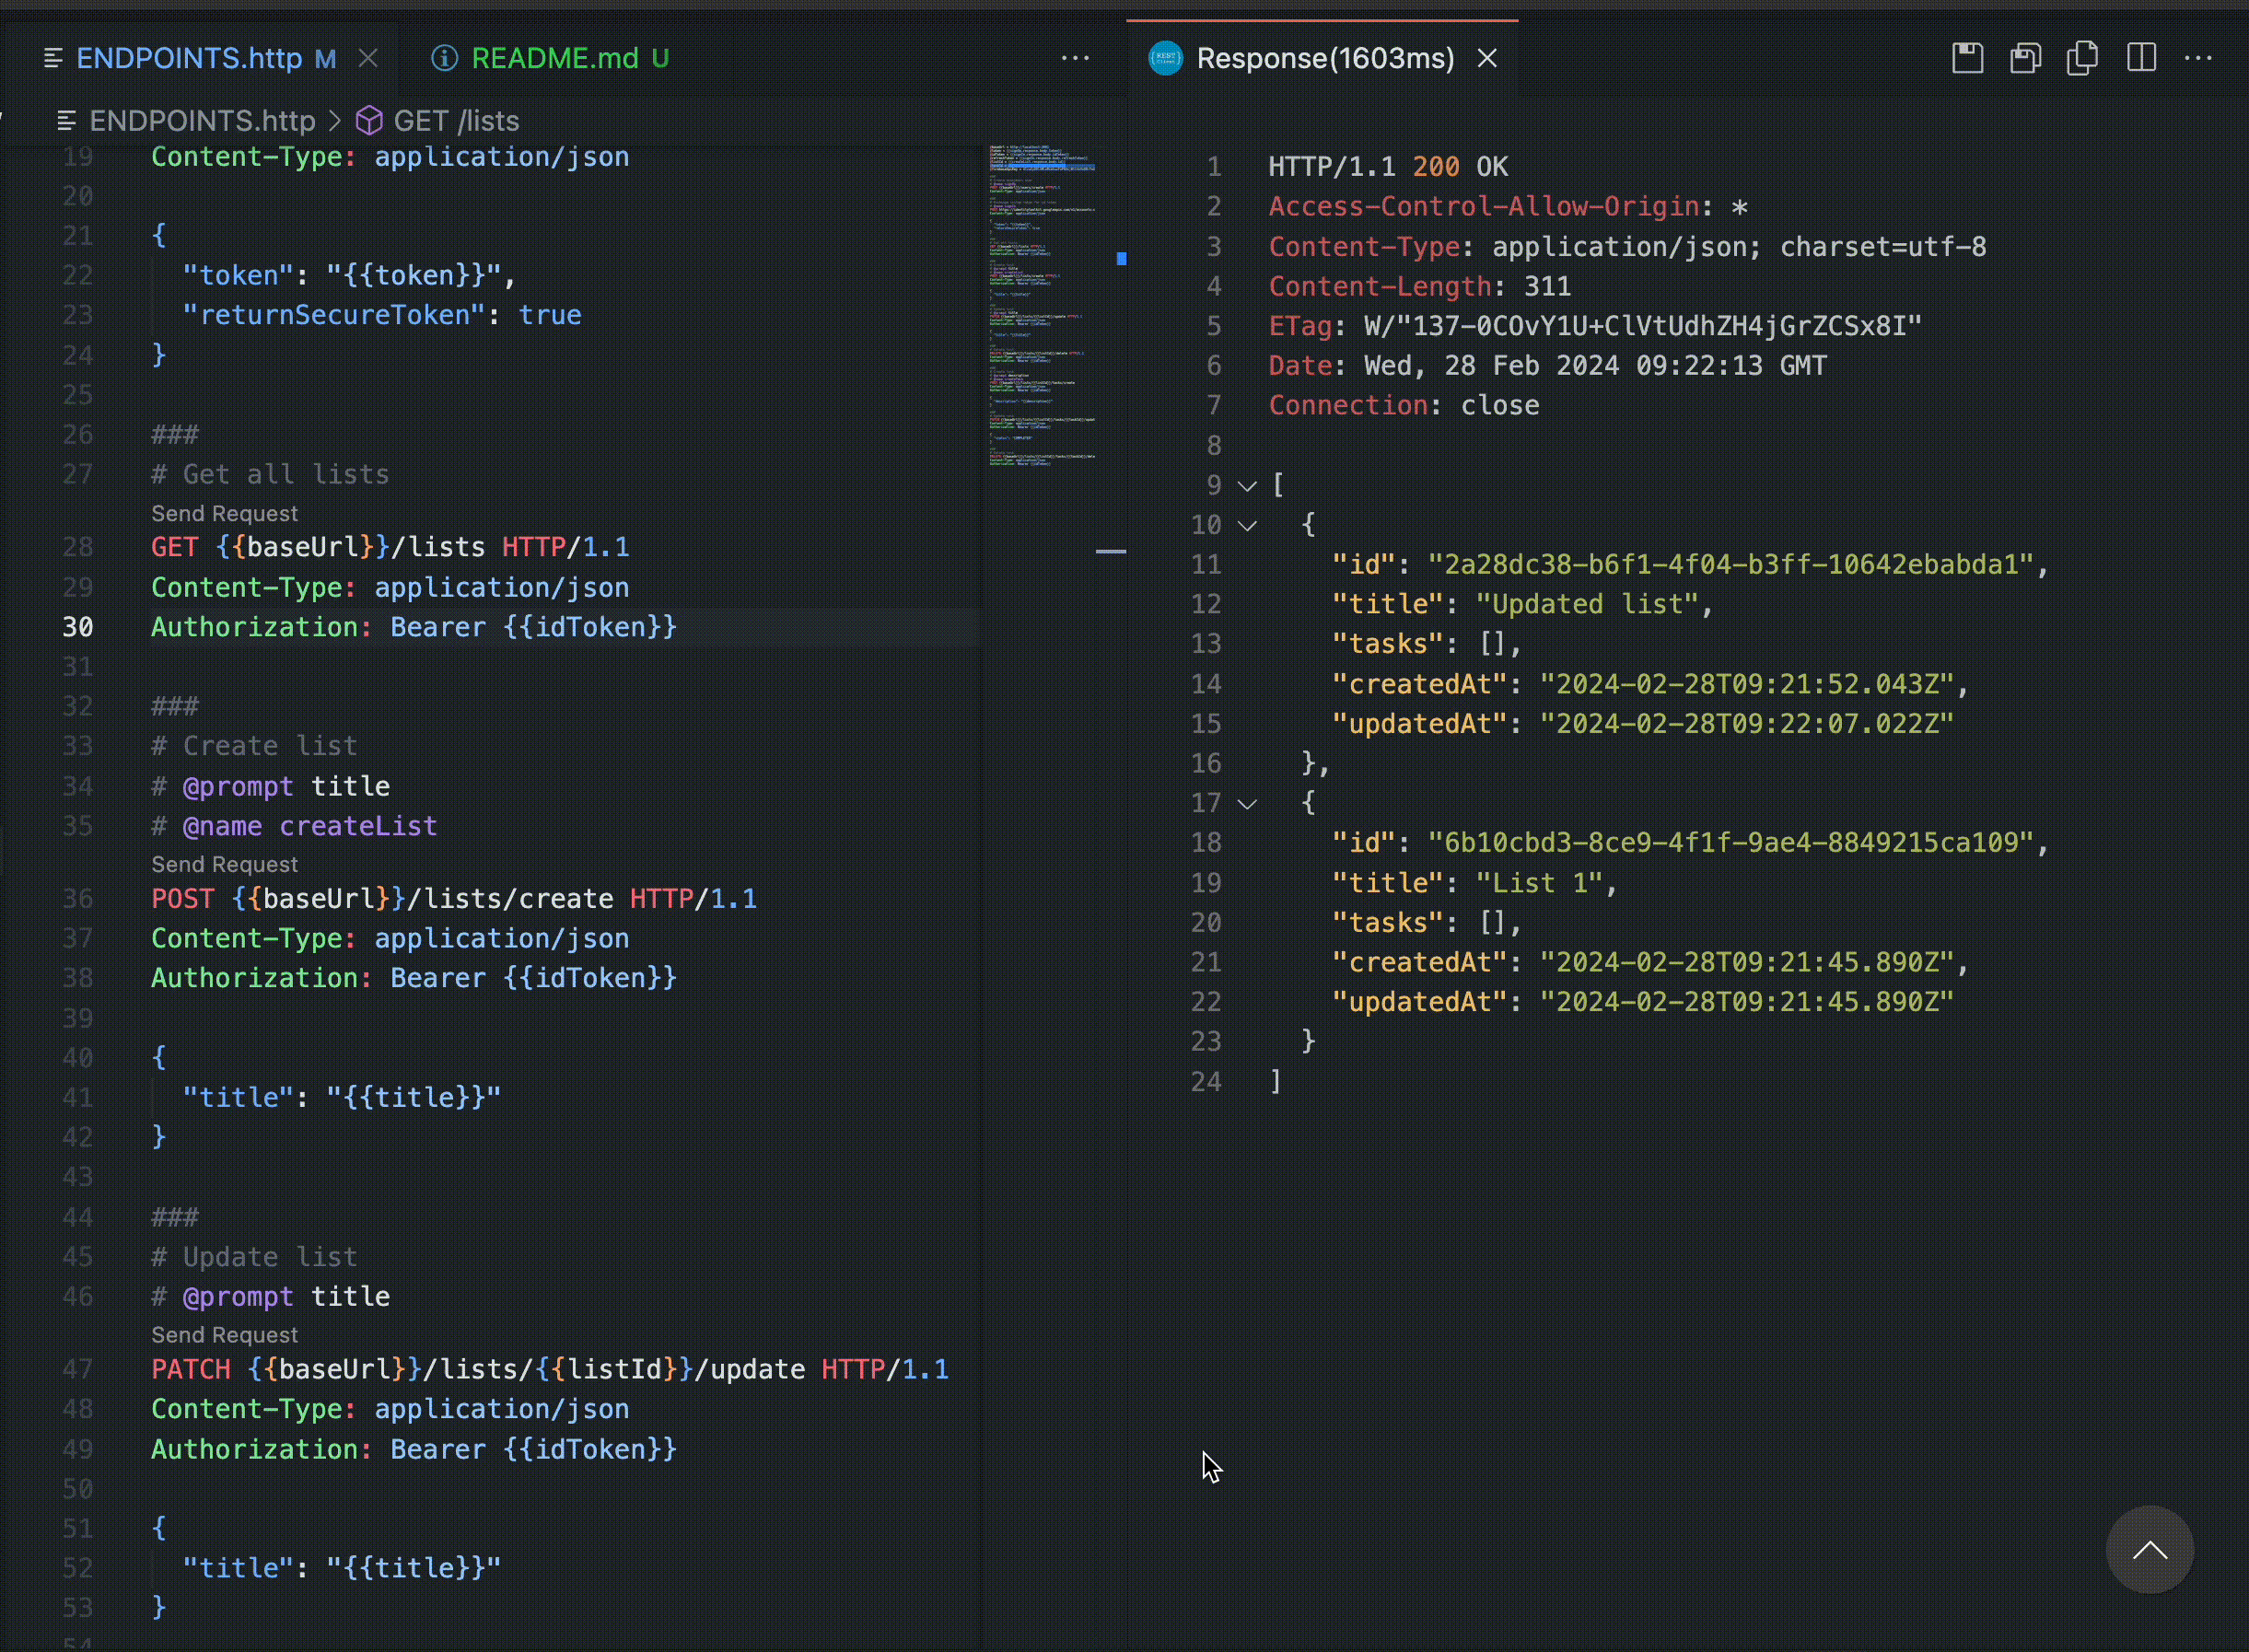 ENDPOINTS.http M
README.md U
ENDPOINTS.http > GET /lists
19 Content-Type: application/json
20
21 {
22 "token": "{{token}}",
23 "returnSecureToken": true
24 }
25
26 ###
27 # Get all lists
Send Request
28 GET {{baseUrl}}/lists HTTP/1.1
29 Content-Type: application/json
30 Authorization: Bearer {{idToken}}
31
32 ###
33 # Create list
34 # @prompt title
35 # @name createList
Send Request
36 POST {{baseUrl}}/lists/create HTTP/1.1
37 Content-Type: application/json
38 Authorization: Bearer {{idToken}}
39
40 {
41 "title": "{{title}}"
42 }
43
44 ###
45 # Update list
46 # @prompt title
Send Request
47 PATCH {{baseUrl}}/lists/{{listId}}/update HTTP/1.1
48 Content-Type: application/json
49 Authorization: Bearer {{idToken}}
50
51 {
52 "title": "{{title}}"
53 }
54
Response(1603ms)
1 HTTP/1.1 200 OK
2 Access-Control-Allow-Origin: *
3 Content-Type: application/json; charset=utf-8
4 Content-Length: 311
5 ETag: W/"137-0COvY1U+ClVtUdhZH4jGrZCSx8I"
6 Date: Wed, 28 Feb 2024 09:22:13 GMT
7 Connection: close
8
9 [
10 {
11 "id": "2a28dc38-b6f1-4f04-b3ff-10642ebabda1",
12 "title": "Updated list",
13 "tasks": [],
14 "createdAt": "2024-02-28T09:21:52.043Z",
15 "updatedAt": "2024-02-28T09:22:07.022Z"
16 },
17 {
18 "id": "6b10cbd3-8ce9-4f1f-9ae4-8849215ca109",
19 "title": "List 1",
20 "tasks": [],
21 "createdAt": "2024-02-28T09:21:45.890Z",
22 "updatedAt": "2024-02-28T09:21:45.890Z"
23 }
24 ]